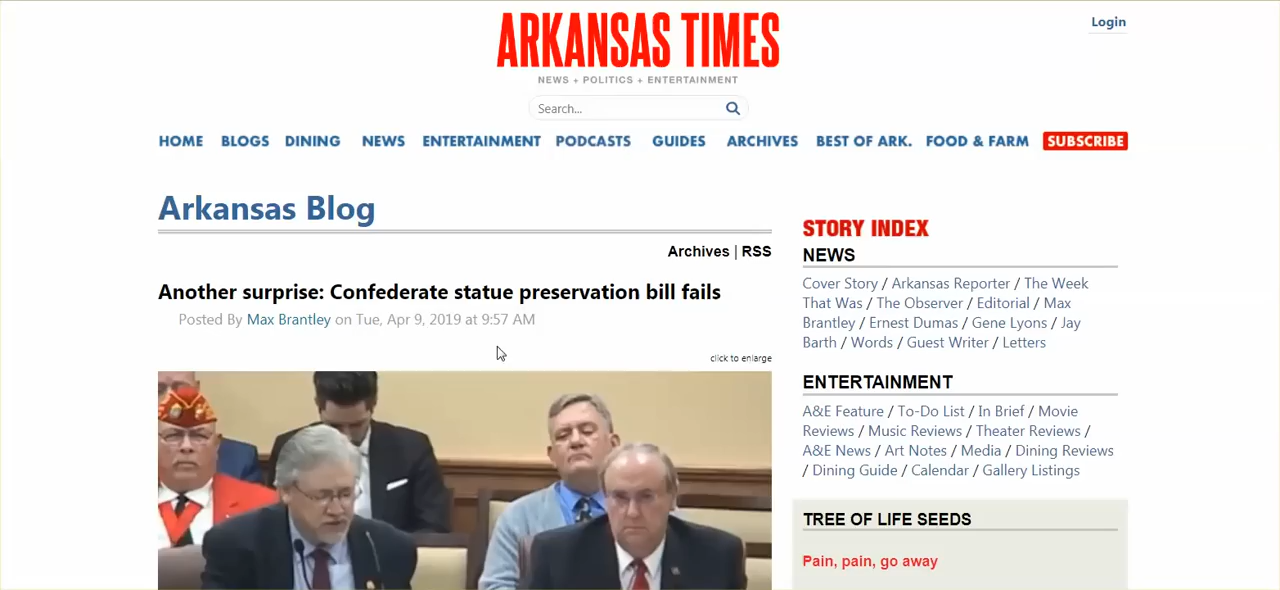 Login
ARKANSAS TIMES
NEWS + POLITICS + ENTERTAINMENT
Search...
HOME BLOGS DINING NEWS ENTERTAINMENT PODCASTS GUIDES ARCHIVES BEST OF ARK. FOOD & FARM SUBSCRIBE
Arkansas Blog
Archives | RSS
Another surprise: Confederate statue preservation bill fails
Posted By Max Brantley on Tue, Apr 9, 2019 at 9:57 AM
click to enlarge
STORY INDEX
NEWS
Cover Story / Arkansas Reporter / The Week
That Was / The Observer / Editorial / Max
Brantley / Ernest Dumas / Gene Lyons / Jay
Barth / Words / Guest Writer / Letters
ENTERTAINMENT
A&E Feature / To-Do List / In Brief / Movie
Reviews / Music Reviews / Theater Reviews /
A&E News / Art Notes / Media / Dining Reviews
/ Dining Guide / Calendar / Gallery Listings
TREE OF LIFE SEEDS
Pain, pain, go away